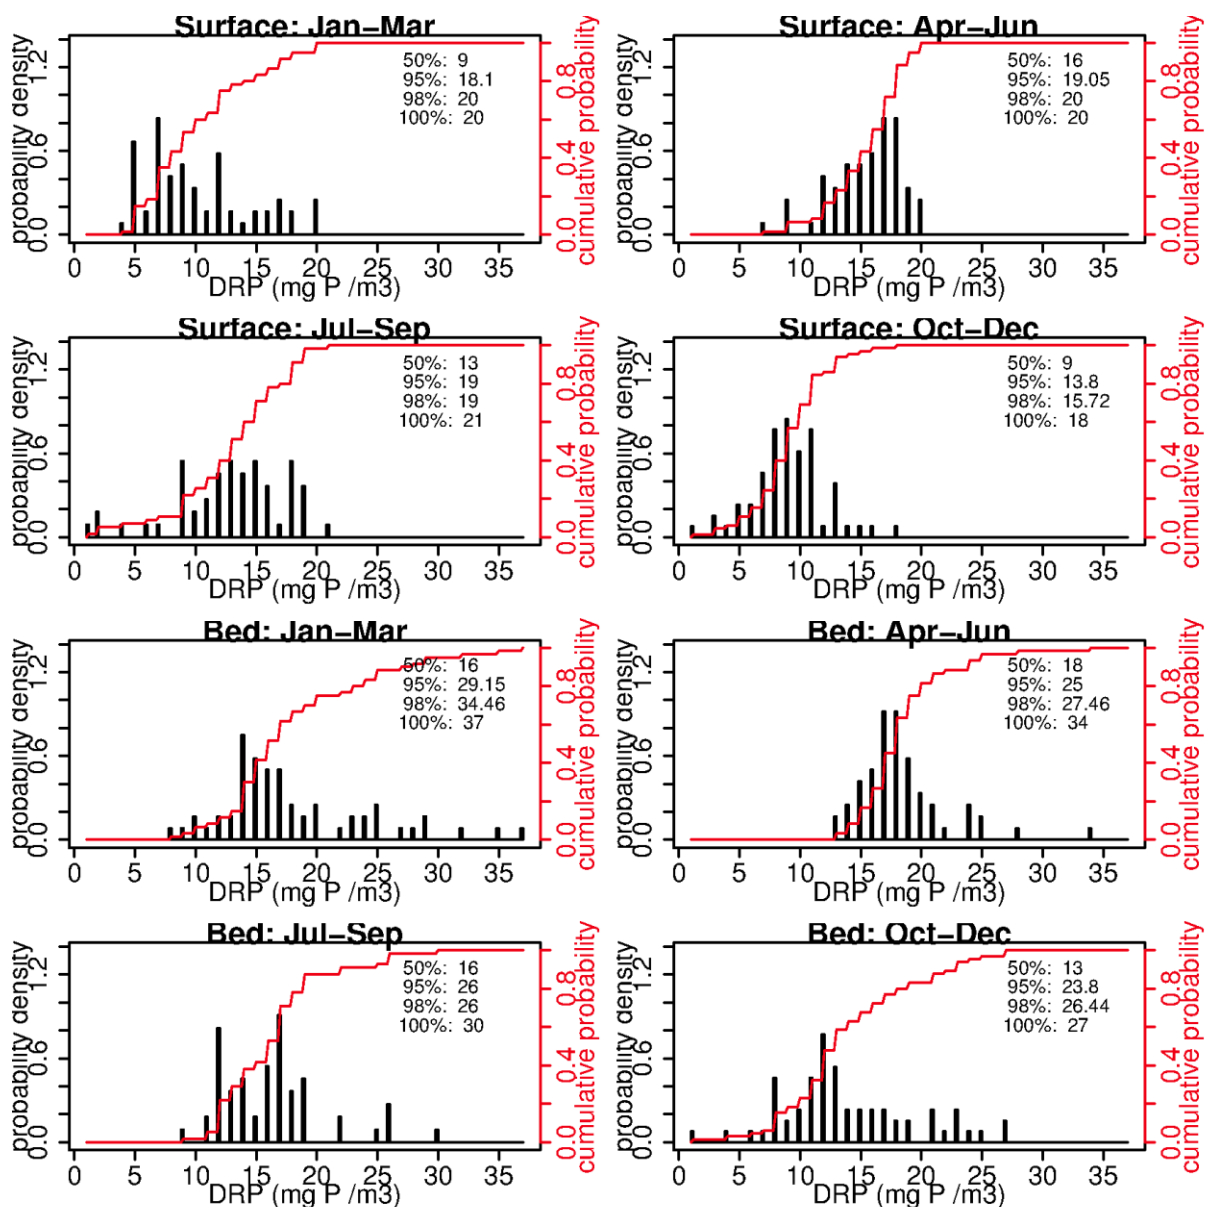 Surface: Jan−Mar
50%: 9
95%: 18.1
98%: 20
100%: 20
probability density
0.0 0.6 1.2
cumulative probability
0.0 0.4 0.8
0 5 10 15 20 25 30 35
DRP (mg P /m3)
Surface: Apr−Jun
50%: 16
95%: 19.05
98%: 20
100%: 20
probability density
0.0 0.6 1.2
cumulative probability
0.0 0.4 0.8
0 5 10 15 20 25 30 35
DRP (mg P /m3)
Surface: Jul−Sep
50%: 13
95%: 19
98%: 19
100%: 21
probability density
0.0 0.6 1.2
cumulative probability
0.0 0.4 0.8
0 5 10 15 20 25 30 35
DRP (mg P /m3)
Surface: Oct−Dec
50%: 9
95%: 13.8
98%: 15.72
100%: 18
probability density
0.0 0.6 1.2
cumulative probability
0.0 0.4 0.8
0 5 10 15 20 25 30 35
DRP (mg P /m3)
Bed: Jan−Mar
50%: 16
95%: 29.15
98%: 34.46
100%: 37
probability density
0.0 0.6 1.2
cumulative probability
0.0 0.4 0.8
0 5 10 15 20 25 30 35
DRP (mg P /m3)
Bed: Apr−Jun
50%: 18
95%: 25
98%: 27.46
100%: 34
probability density
0.0 0.6 1.2
cumulative probability
0.0 0.4 0.8
0 5 10 15 20 25 30 35
DRP (mg P /m3)
Bed: Jul−Sep
50%: 16
95%: 26
98%: 26
100%: 30
probability density
0.0 0.6 1.2
cumulative probability
0.0 0.4 0.8
0 5 10 15 20 25 30 35
DRP (mg P /m3)
Bed: Oct−Dec
50%: 13
95%: 23.8
98%: 26.44
100%: 27
probability density
0.0 0.6 1.2
cumulative probability
0.0 0.4 0.8
0 5 10 15 20 25 30 35
DRP (mg P /m3)